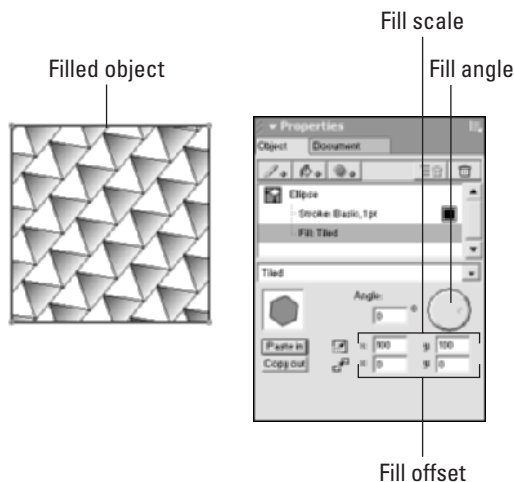 Fill scale
Filled object
Fill angle
Properties
Object Document
Ellipse
Stroke: Basic, 1pt
Fill: Tiled
Tiled
Angle:
0 °
Paste in x: 100 y: 100
Copy out x: 0 y: 0
Fill offset